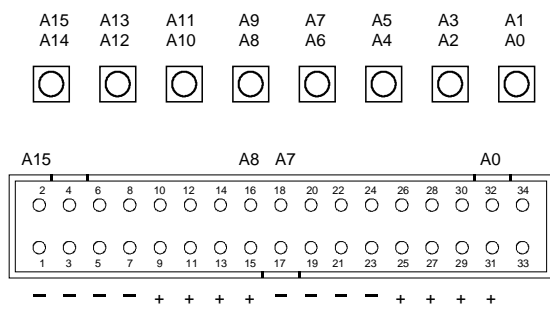 A15 A13 A11 A9 A7 A5 A3 A1
A14 A12 A10 A8 A6 A4 A2 A0
A15 A8 A7 A0
2 4 6 8 10 12 14 16 18 20 22 24 26 28 30 32 34
1 3 5 7 9 11 13 15 17 19 21 23 25 27 29 31 33
− − − − + + + + − − − − + + + +